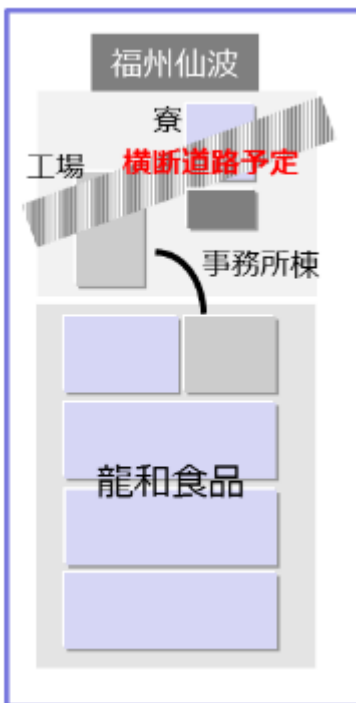 福州仙波
寮
工場
横断道路予定
事務所棟
龍和食品